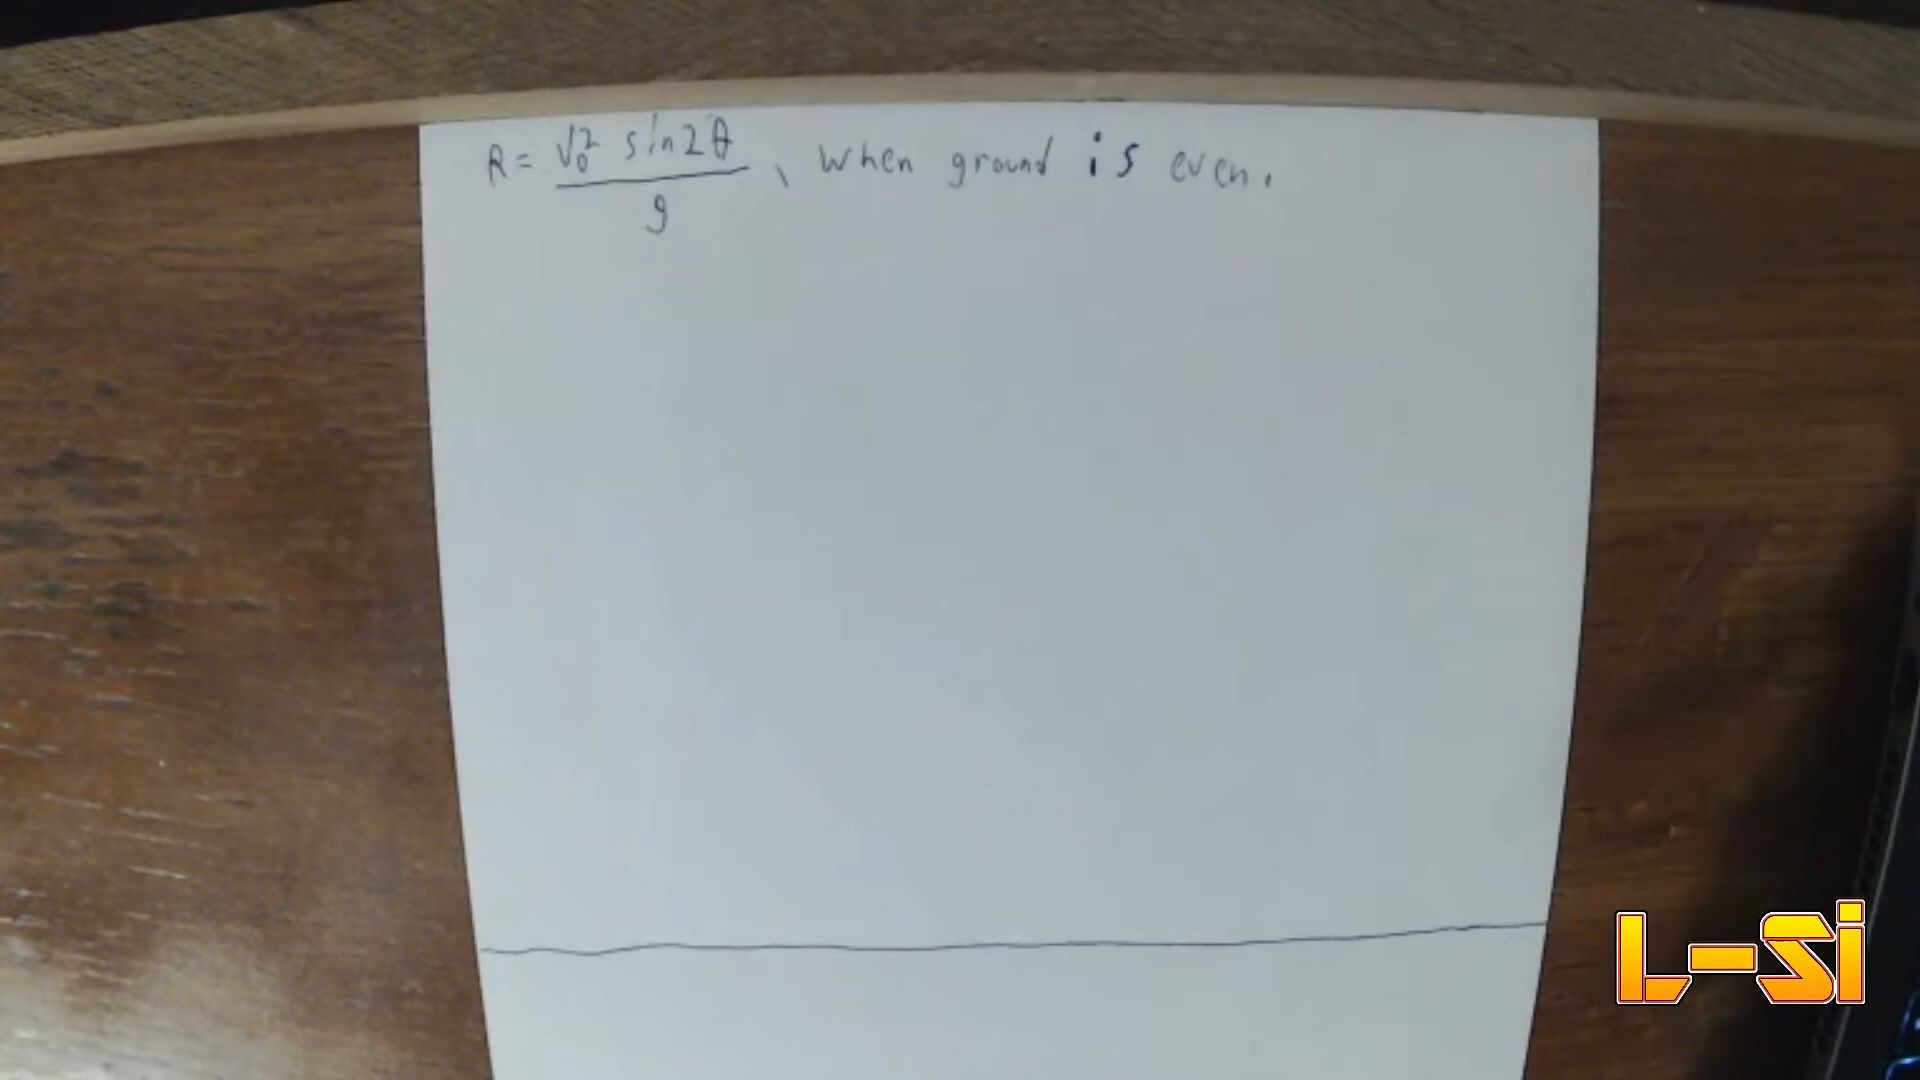 R = V₀² sin2θ / g , when ground is even.
L-Si